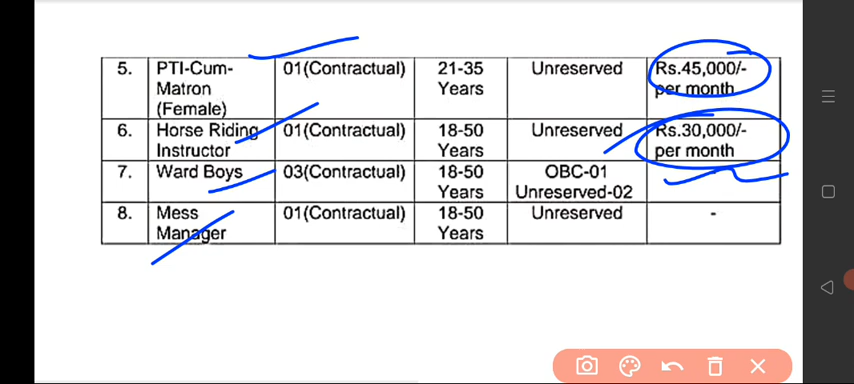 5. PTI-Cum- 01(Contractual) 21-35 Unreserved Rs.45,000/-
Matron Years per month
(Female)
6. Horse Riding 01(Contractual) 18-50 Unreserved Rs.30,000/-
Instructor Years per month
7. Ward Boys 03(Contractual) 18-50 OBC-01
Years Unreserved-02
8. Mess 01(Contractual) 18-50 Unreserved -
Manager Years